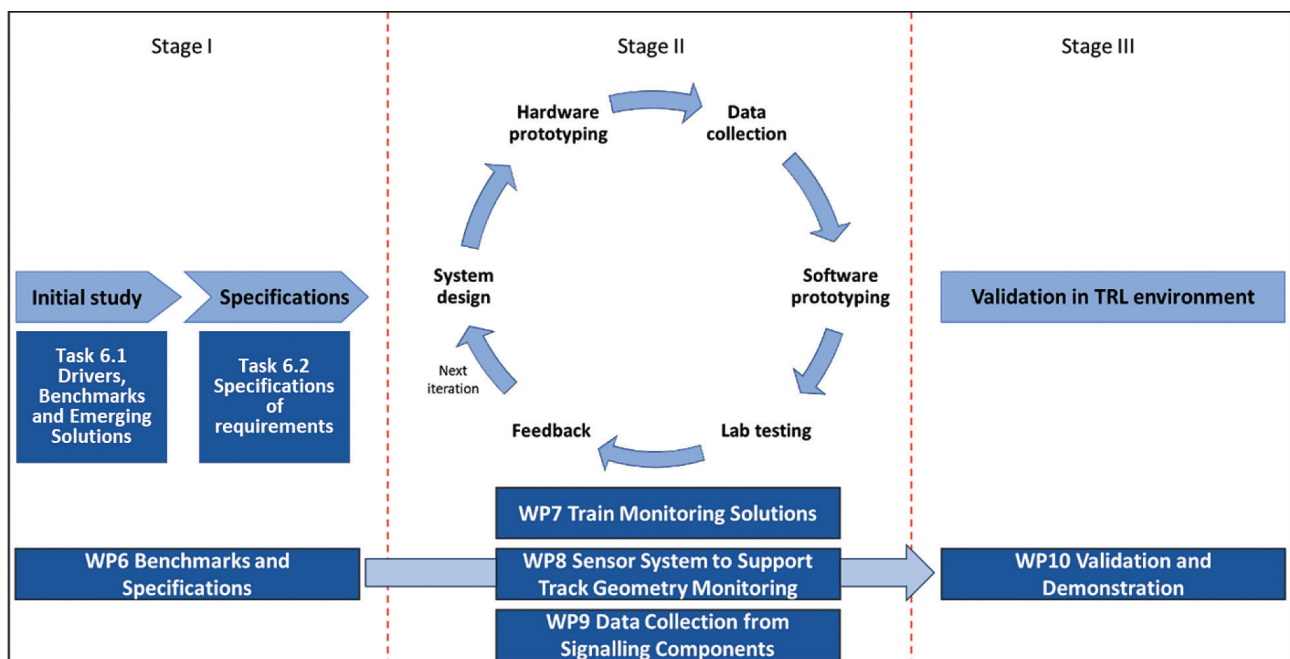 Stage I
Stage II
Stage III
Hardware
prototyping
Data
collection
System
design
Software
prototyping
Next
iteration
Feedback
Lab testing
Initial study
Specifications
Validation in TRL environment
Task 6.1
Drivers,
Benchmarks
and Emerging
Solutions
Task 6.2
Specifications
of
requirements
WP7 Train Monitoring Solutions
WP6 Benchmarks and
Specifications
WP8 Sensor System to Support
Track Geometry Monitoring
WP10 Validation and
Demonstration
WP9 Data Collection from
Signalling Components